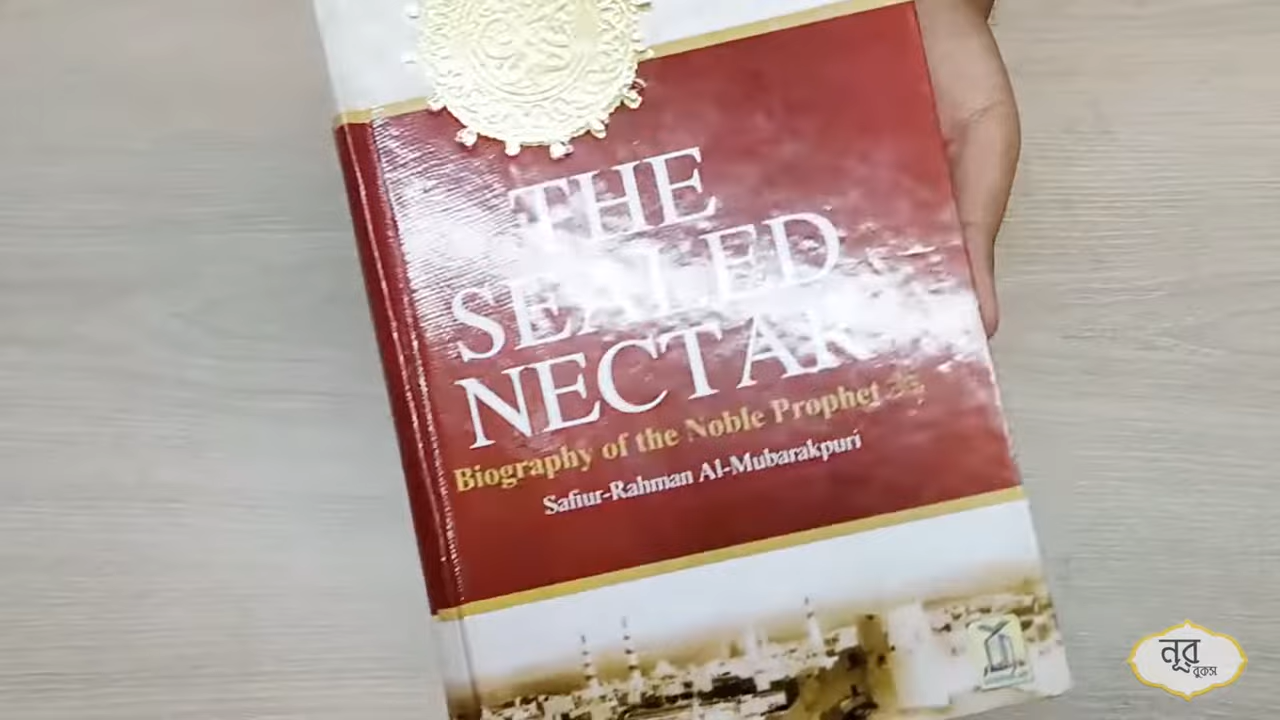 THE
SEALED
NECTAR
Biography of the Noble Prophet ﷺ
Safiur-Rahman Al-Mubarakpuri
নূর
বুকস